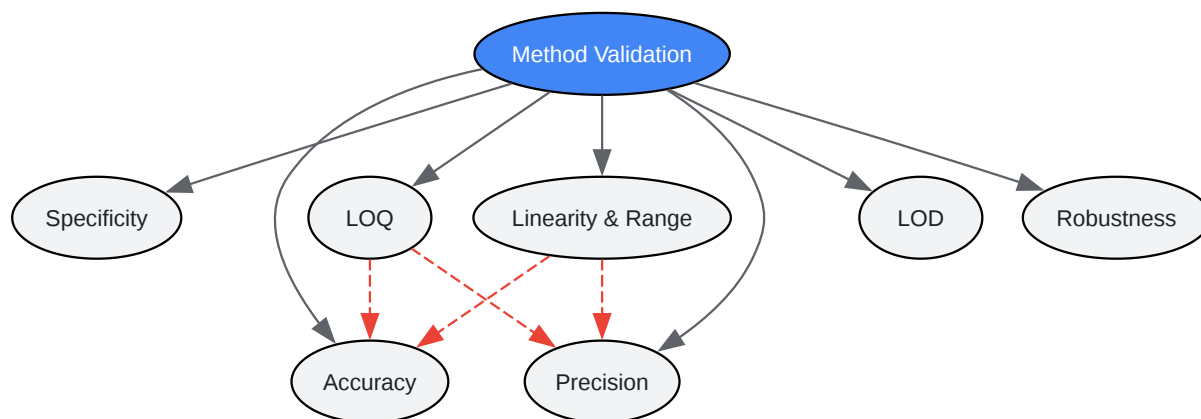 Method Validation
Specificity
LOQ
Linearity & Range
LOD
Robustness
Accuracy
Precision